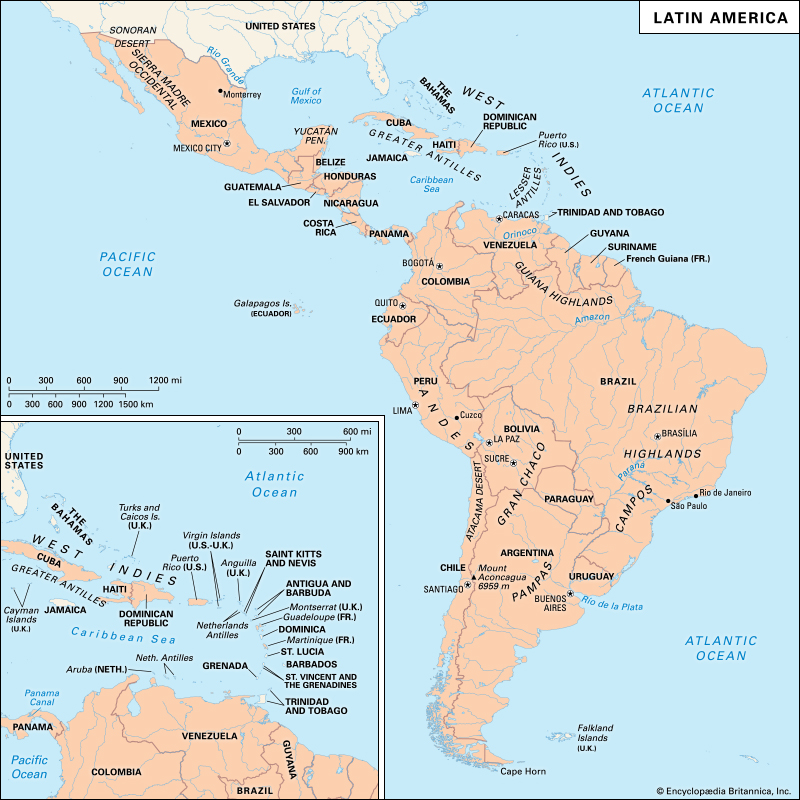 LATIN AMERICA
SONORAN
DESERT
UNITED STATES
SIERRA MADRE
OCCIDENTAL
Rio Grande
Monterrey
Gulf of
Mexico
MEXICO
MEXICO CITY
YUCATÁN
PEN.
THE
BAHAMAS
WEST
INDIES
ATLANTIC
OCEAN
CUBA
DOMINICAN
REPUBLIC
HAITI
Puerto
Rico (U.S.)
GREATER ANTILLES
JAMAICA
BELIZE
HONDURAS
GUATEMALA
EL SALVADOR
NICARAGUA
Caribbean
Sea
LESSER
ANTILLES
COSTA
RICA
PANAMA
CARACAS
TRINIDAD AND TOBAGO
Orinoco
VENEZUELA
GUYANA
SURINAME
French Guiana (FR.)
PACIFIC
OCEAN
BOGOTÁ
COLOMBIA
GUIANA HIGHLANDS
Galapagos Is.
(ECUADOR)
QUITO
ECUADOR
Amazon
0 300 600 900 1200 mi
0 300 600 900 1200 1500 km
PERU
ANDES
LIMA
Cuzco
BRAZIL
BRAZILIAN
HIGHLANDS
BRASÍLIA
BOLIVIA
LA PAZ
SUCRE
Paraná
ATACAMA DESERT
GRAN CHACO
PARAGUAY
CAMPOS
Rio de Janeiro
São Paulo
ARGENTINA
CHILE
Mount
Aconcagua
6959 m
SANTIAGO
PAMPAS
URUGUAY
BUENOS
AIRES
Río de la Plata
ATLANTIC
OCEAN
Falkland
Islands
(U.K.)
Cape Horn
0 300 600 mi
0 300 600 900 km
UNITED
STATES
Atlantic
Ocean
THE
BAHAMAS
Turks and
Caicos Is.
(U.K.)
WEST INDIES
Virgin Islands
(U.S.-U.K.)
Puerto
Rico (U.S.)
Anguilla
(U.K.)
SAINT KITTS
AND NEVIS
CUBA
GREATER ANTILLES
HAITI
ANTIGUA AND
BARBUDA
Cayman
Islands
(U.K.)
JAMAICA
DOMINICAN
REPUBLIC
Netherlands
Antilles
Montserrat (U.K.)
Guadeloupe (FR.)
DOMINICA
Martinique (FR.)
ST. LUCIA
Caribbean Sea
Neth. Antilles
Aruba (NETH.)
GRENADA
BARBADOS
ST. VINCENT AND
THE GRENADINES
TRINIDAD
AND TOBAGO
Panama
Canal
PANAMA
VENEZUELA
Pacific
Ocean
COLOMBIA
GUYANA
BRAZIL
© Encyclopædia Britannica, Inc.